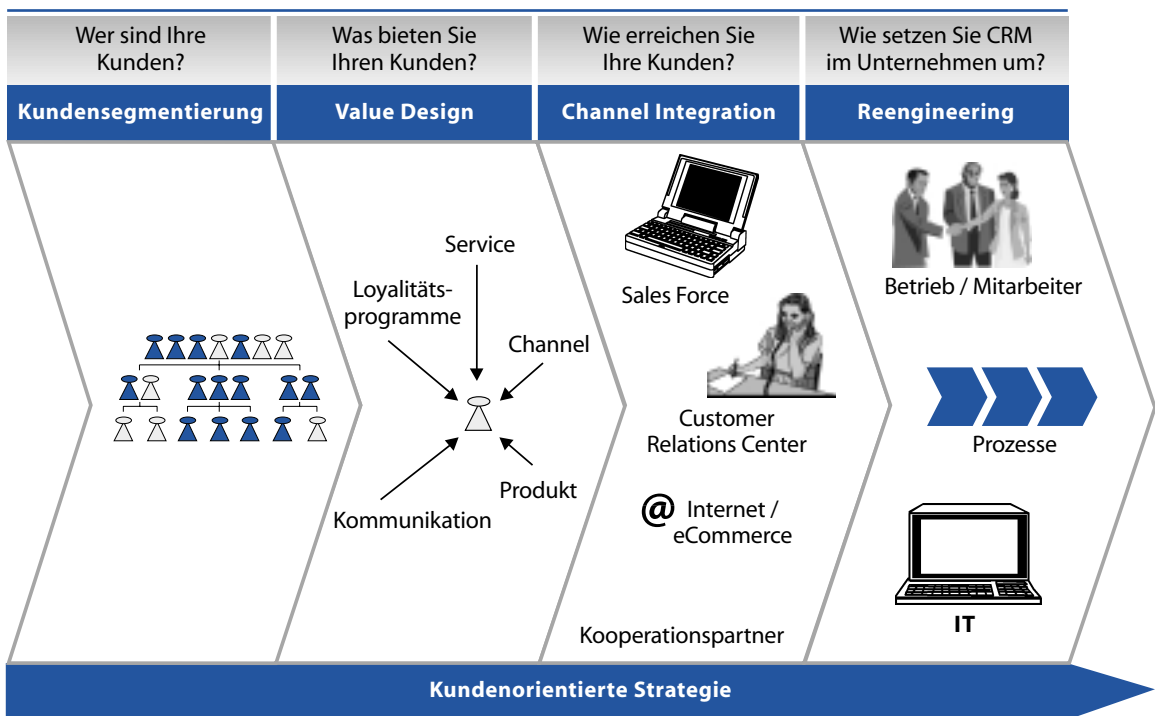 Wer sind Ihre
Kunden?
Kundensegmentierung
Was bieten Sie
Ihren Kunden?
Value Design
Wie erreichen Sie
Ihre Kunden?
Channel Integration
Wie setzen Sie CRM
im Unternehmen um?
Reengineering
Service
Loyalitäts-
programme
Channel
Produkt
Kommunikation
Sales Force
Customer
Relations Center
@ Internet /
eCommerce
Kooperationspartner
Betrieb / Mitarbeiter
Prozesse
IT
Kundenorientierte Strategie